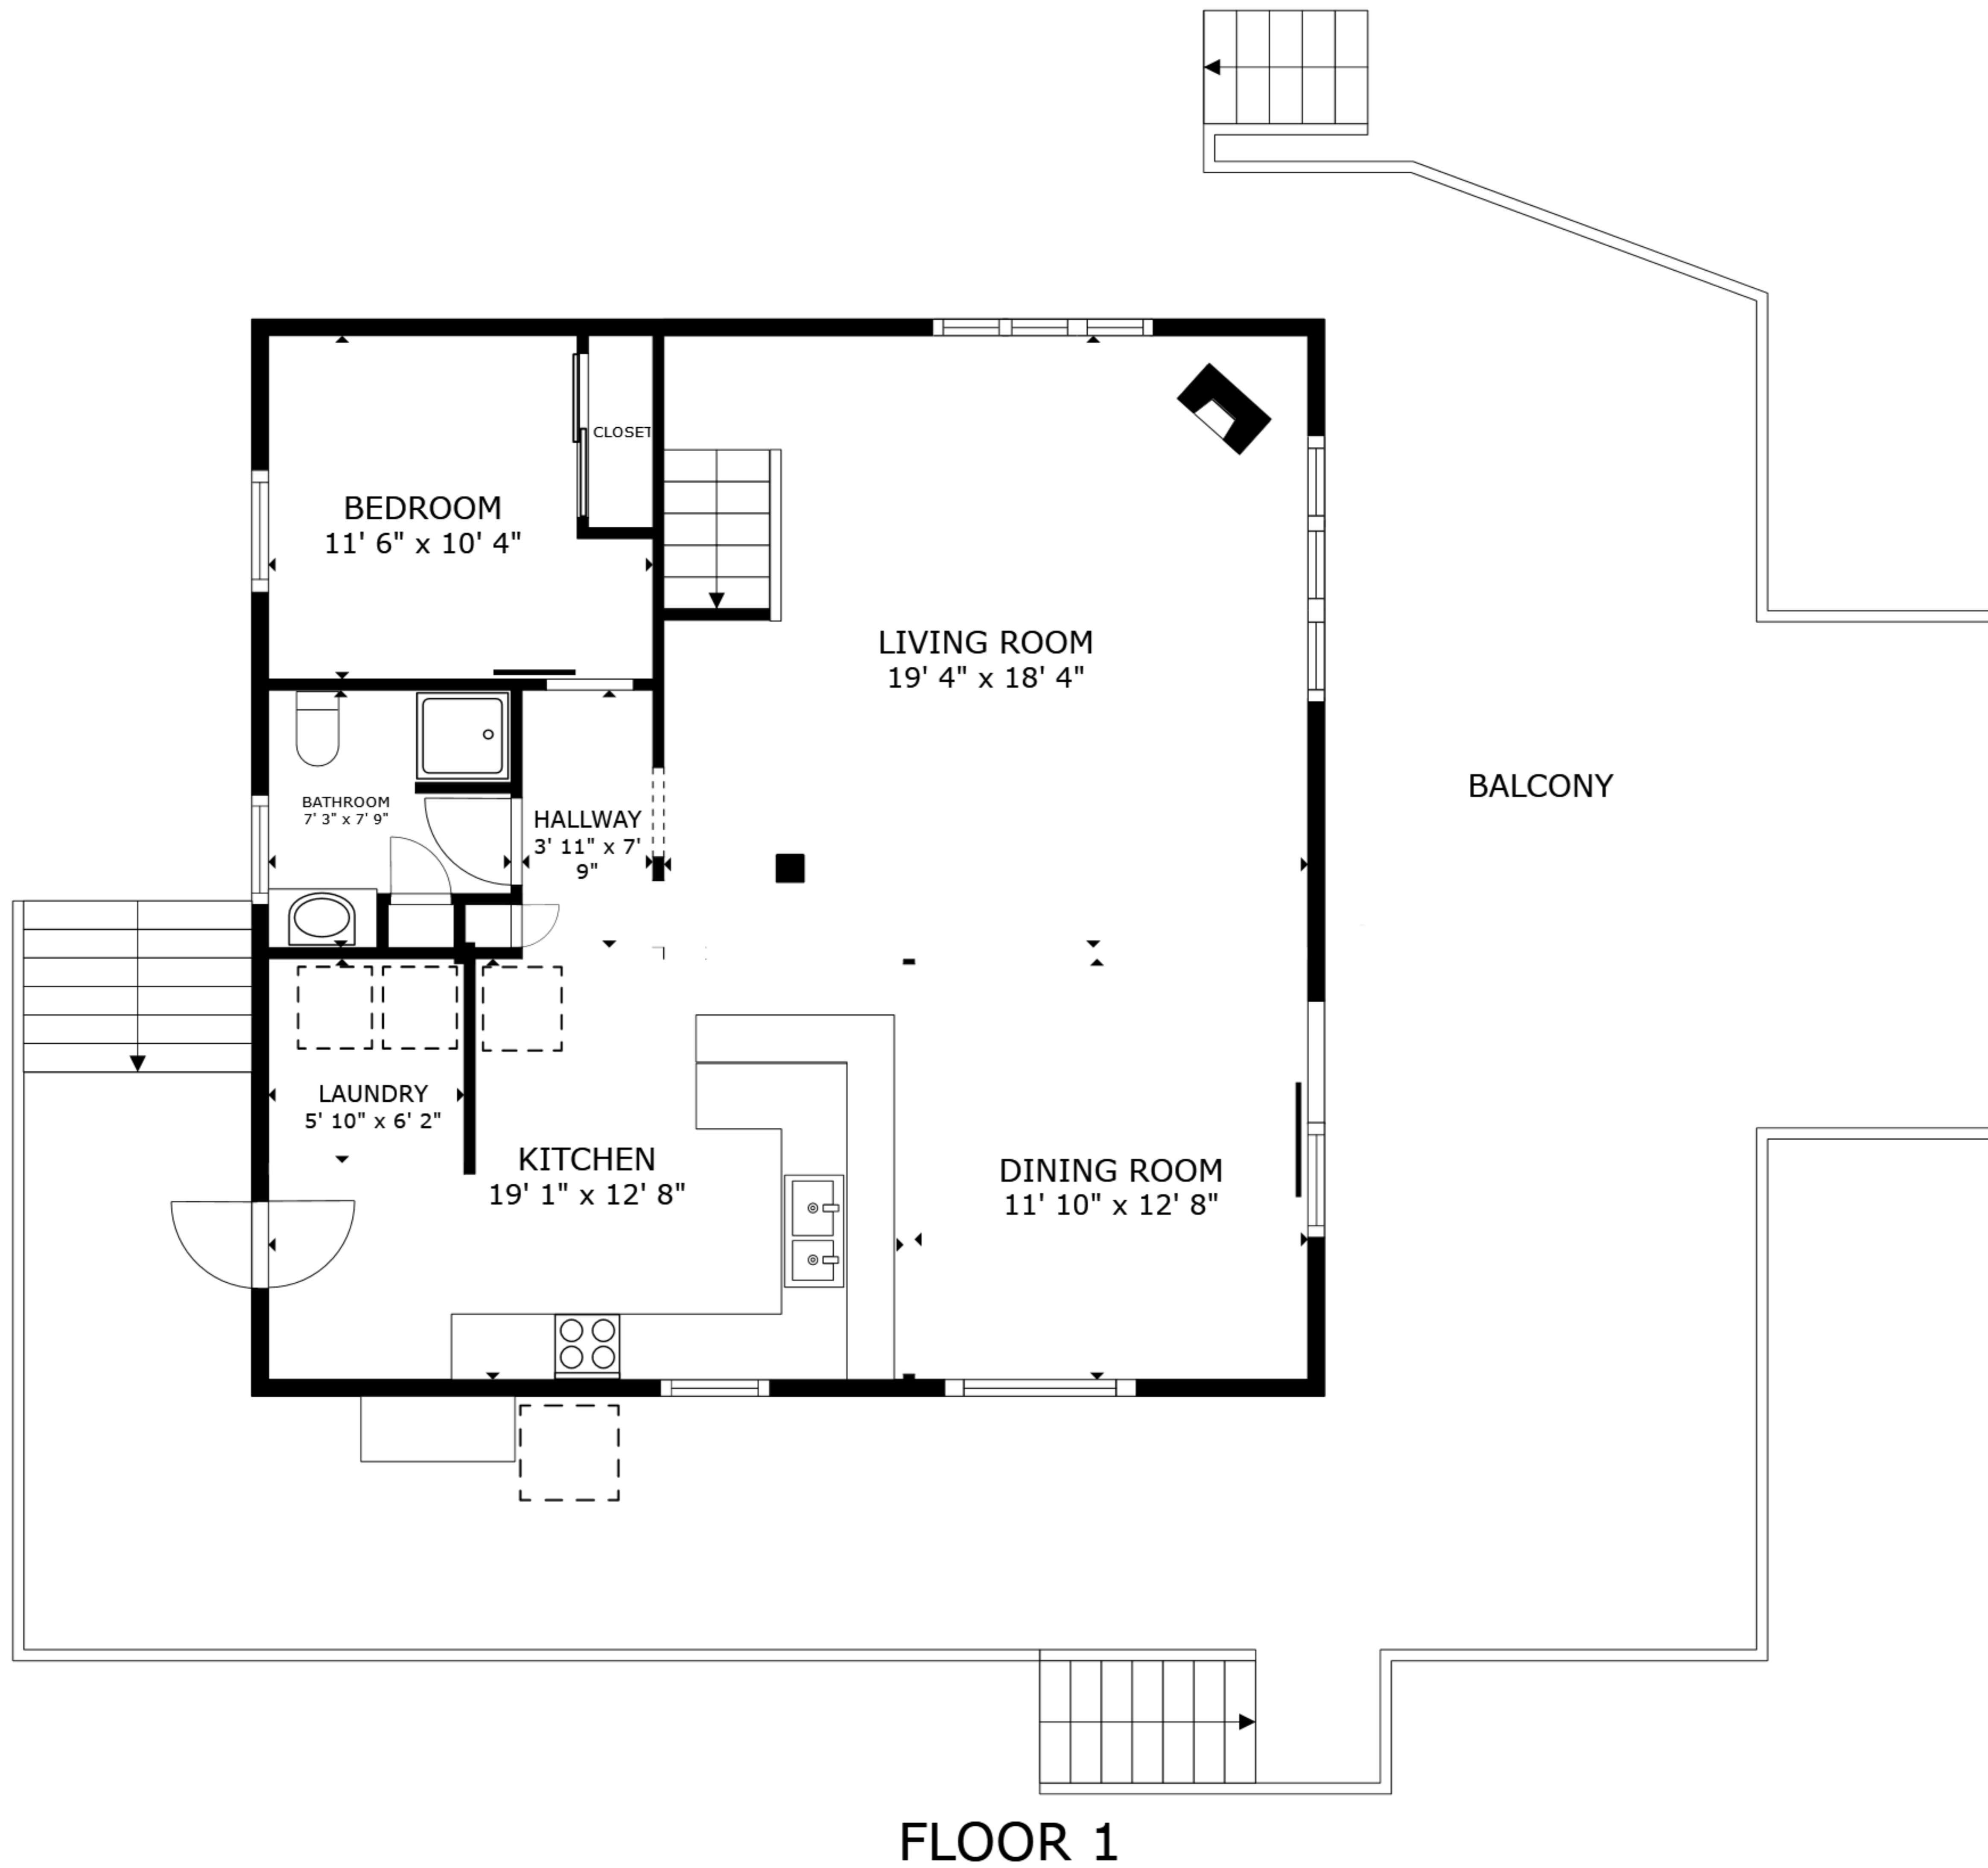 CLOSET
BEDROOM
11' 6" x 10' 4"
LIVING ROOM
19' 4" x 18' 4"
BALCONY
BATHROOM
7' 3" x 7' 9"
HALLWAY
3' 11" x 7'
9"
LAUNDRY
5' 10" x 6' 2"
KITCHEN
19' 1" x 12' 8"
DINING ROOM
11' 10" x 12' 8"
FLOOR 1